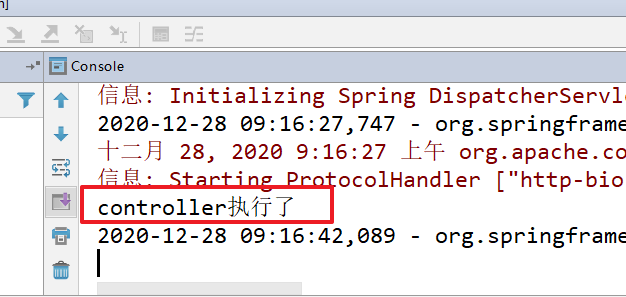 n]
Console
信息: Initializing Spring DispatcherServl
2020-12-28 09:16:27,747 - org.springframe
十二月 28, 2020 9:16:27 上午 org.apache.co
信息: Starting ProtocolHandler ["http-bio
controller执行了
2020-12-28 09:16:42,089 - org.springframe